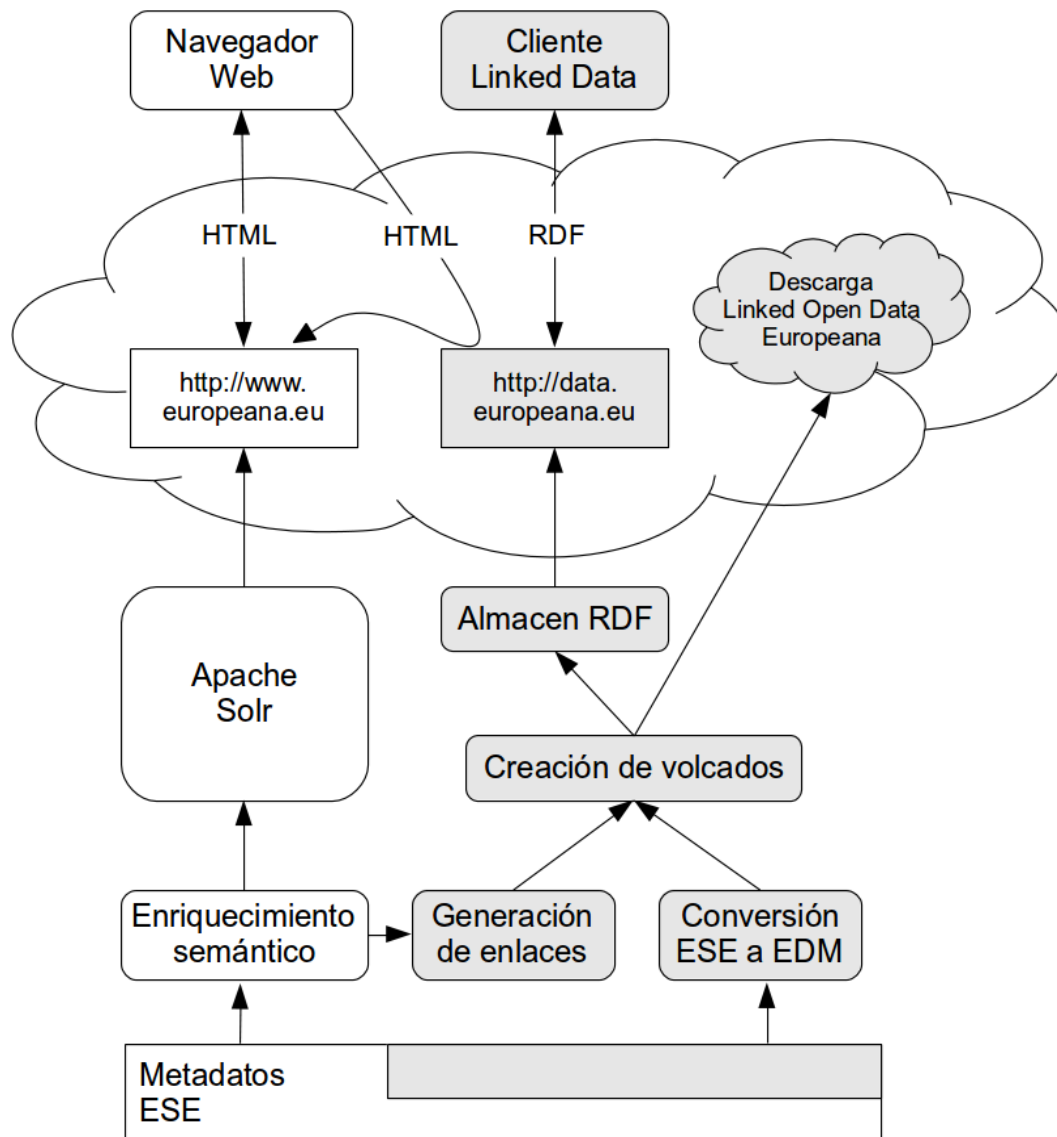 Navegador
Web
Cliente
Linked Data
HTML
HTML
RDF
Descarga
Linked Open Data
Europeana
http://www.
europeana.eu
http://data.
europeana.eu
Almacen RDF
Apache
Solr
Creación de volcados
Enriquecimiento
semántico
Generación
de enlaces
Conversión
ESE a EDM
Metadatos
ESE